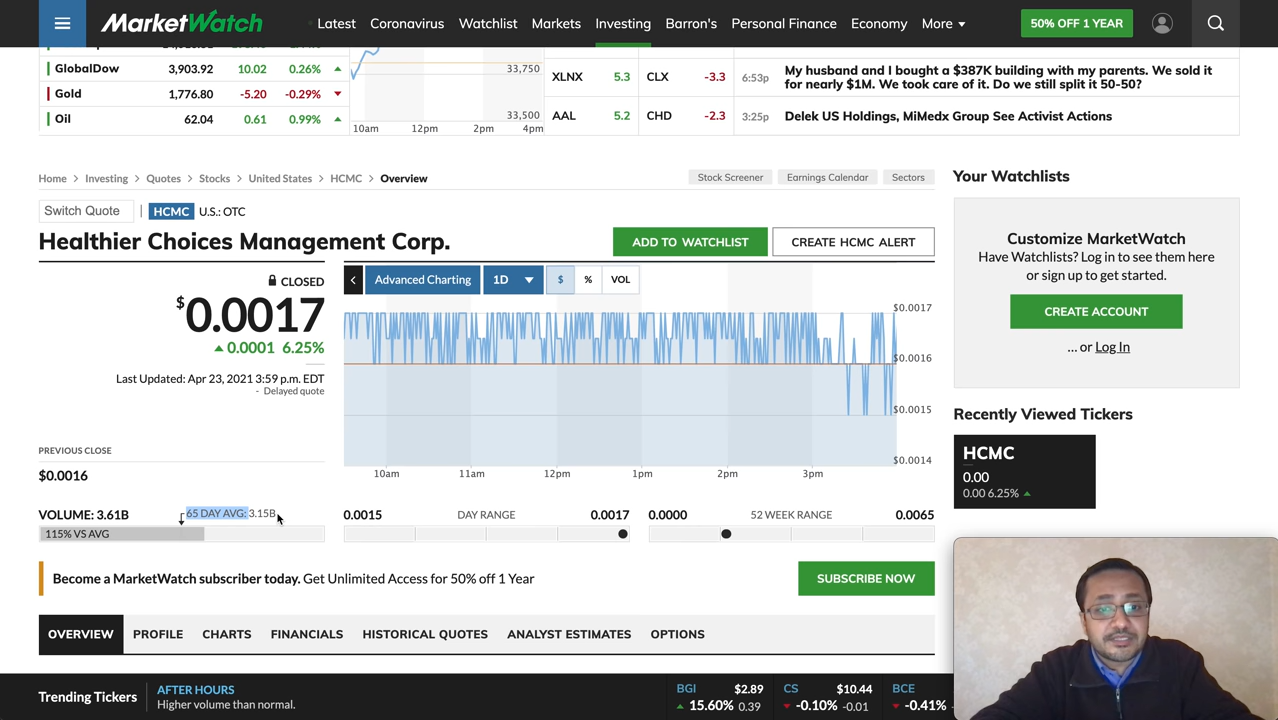 MarketWatch
Latest Coronavirus Watchlist Markets Investing Barron's Personal Finance Economy More
50% OFF 1 YEAR
GlobalDow 3,903.92 10.02 0.26%
Gold 1,776.80 -5.20 -0.29%
Oil 62.04 0.61 0.99%
33,750
33,500
10am 12pm 2pm 4pm
XLNX 5.3 CLX -3.3
AAL 5.2 CHD -2.3
6:53p My husband and I bought a $387K building with my parents. We sold it
for nearly $1M. We took care of it. Do we still split it 50-50?
3:25p Delek US Holdings, MiMedx Group See Activist Actions
Home > Investing > Quotes > Stocks > United States > HCMC > Overview
Stock Screener Earnings Calendar Sectors
Switch Quote | HCMC U.S.: OTC
Healthier Choices Management Corp.
ADD TO WATCHLIST CREATE HCMC ALERT
CLOSED
$0.0017
0.0001 6.25%
Last Updated: Apr 23, 2021 3:59 p.m. EDT
- Delayed quote
PREVIOUS CLOSE
$0.0016
Advanced Charting 1D $ % VOL
$0.0017
$0.0016
$0.0015
$0.0014
10am 11am 12pm 1pm 2pm 3pm
VOLUME: 3.61B 65 DAY AVG: 3.15B
115% VS AVG
0.0015 DAY RANGE 0.0017
0.0000 52 WEEK RANGE 0.0065
Become a MarketWatch subscriber today. Get Unlimited Access for 50% off 1 Year
SUBSCRIBE NOW
OVERVIEW PROFILE CHARTS FINANCIALS HISTORICAL QUOTES ANALYST ESTIMATES OPTIONS
Your Watchlists
Customize MarketWatch
Have Watchlists? Log in to see them here
or sign up to get started.
CREATE ACCOUNT
... or Log In
Recently Viewed Tickers
HCMC
0.00
0.00 6.25%
Trending Tickers
AFTER HOURS
Higher volume than normal.
BGI $2.89
15.60% 0.39
CS $10.44
-0.10% -0.01
BCE
-0.41%